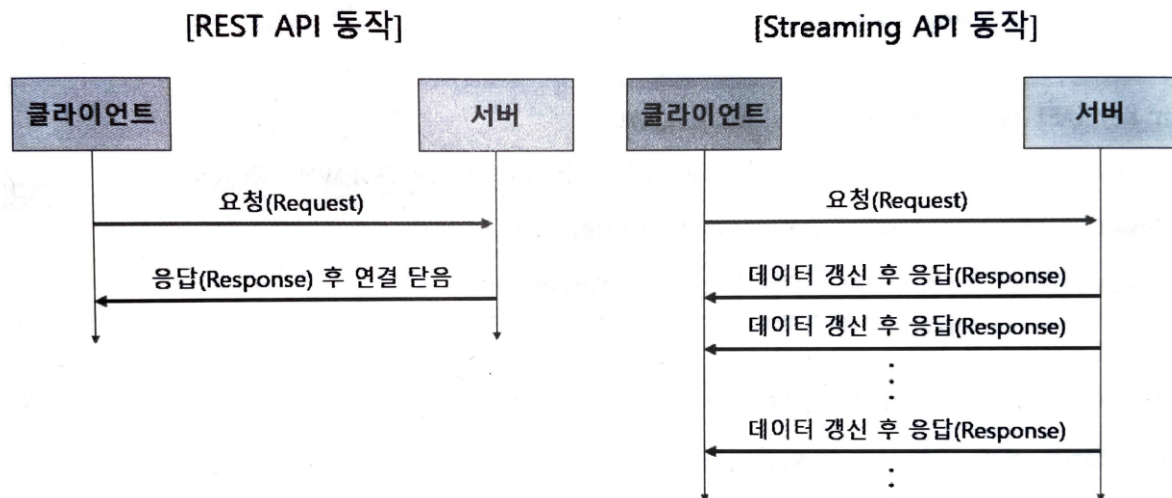 [REST API 동작]
클라이언트
서버
요청(Request)
응답(Response) 후 연결 닫음
[Streaming API 동작]
클라이언트
서버
요청(Request)
데이터 갱신 후 응답(Response)
데이터 갱신 후 응답(Response)
데이터 갱신 후 응답(Response)